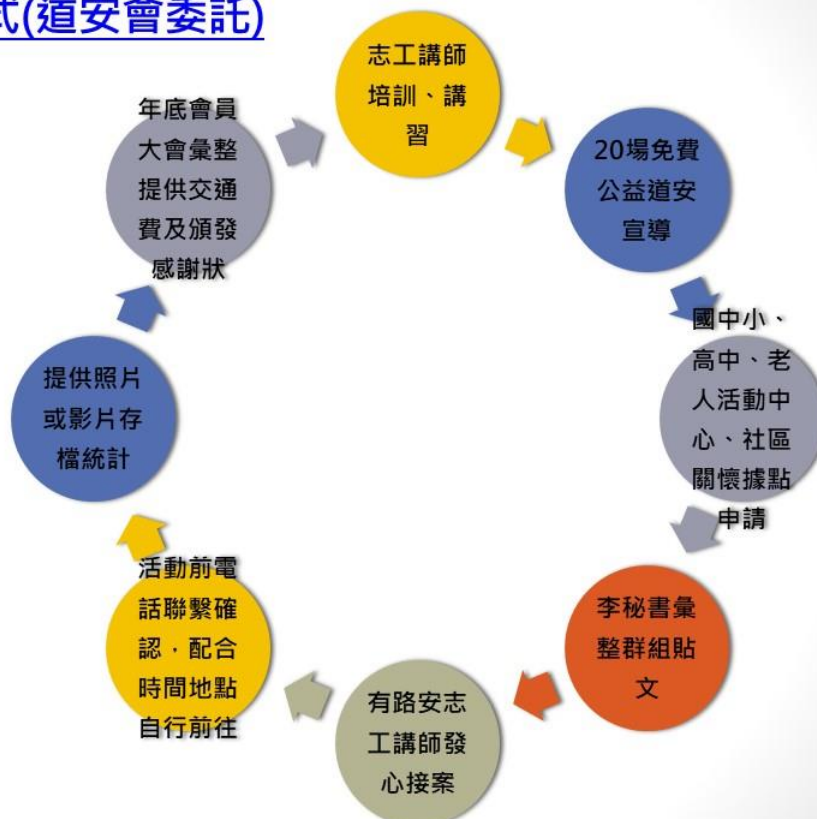 式(道安會委託)
志工講師
培訓、講
習
20場免費
公益道安
宣導
國中小、
高中、老
人活動中
心、社區
關懷據點
申請
李秘書彙
整群組貼
文
有路安志
工講師發
心接案
活動前電
話聯繫確
認，配合
時間地點
自行前往
提供照片
或影片存
檔統計
年底會員
大會彙整
提供交通
費及頒發
感謝狀